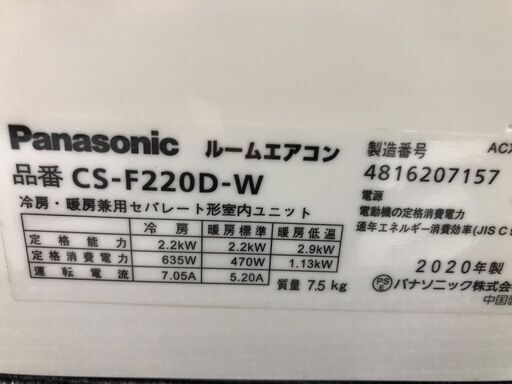 Panasonic ルームエアコン
品番 CS-F220D-W
冷房・暖房兼用セパレート形室内ユニット
冷房 暖房標準 暖房低温
定格能力 2.2kW 2.2kW 2.9kW
定格消費電力 635W 470W 1.13kW
運転電流 7.05A 5.20A
質量 7.5 kg
製造番号 ACX
4816207157
電源
電動機の定格消費電力
通年エネルギー消費効率(JIS C
2020年製
PS E パナソニック株式会
中国